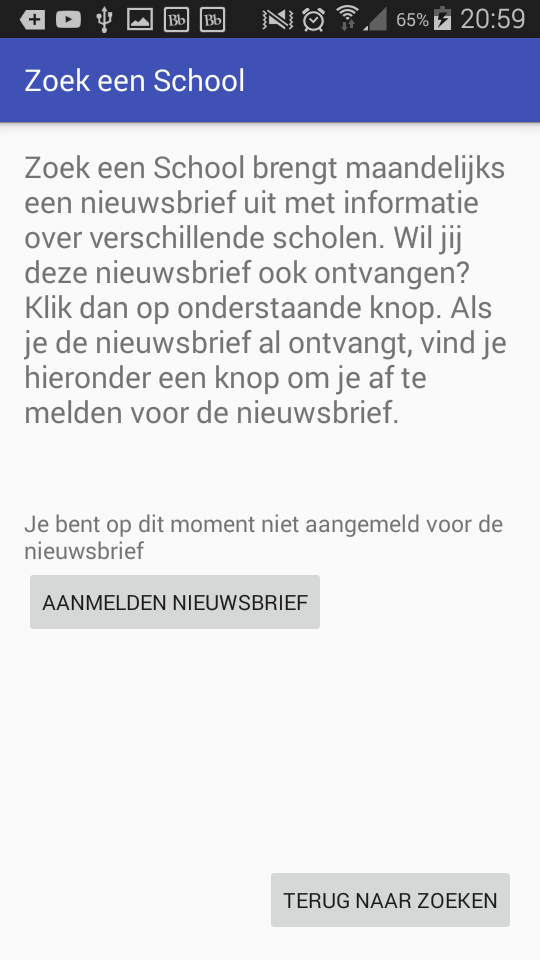 Bb Bb 65% 20:59
Zoek een School
Zoek een School brengt maandelijks
een nieuwsbrief uit met informatie
over verschillende scholen. Wil jij
deze nieuwsbrief ook ontvangen?
Klik dan op onderstaande knop. Als
je de nieuwsbrief al ontvangt, vind je
hieronder een knop om je af te
melden voor de nieuwsbrief.
Je bent op dit moment niet aangemeld voor de
nieuwsbrief
AANMELDEN NIEUWSBRIEF
TERUG NAAR ZOEKEN